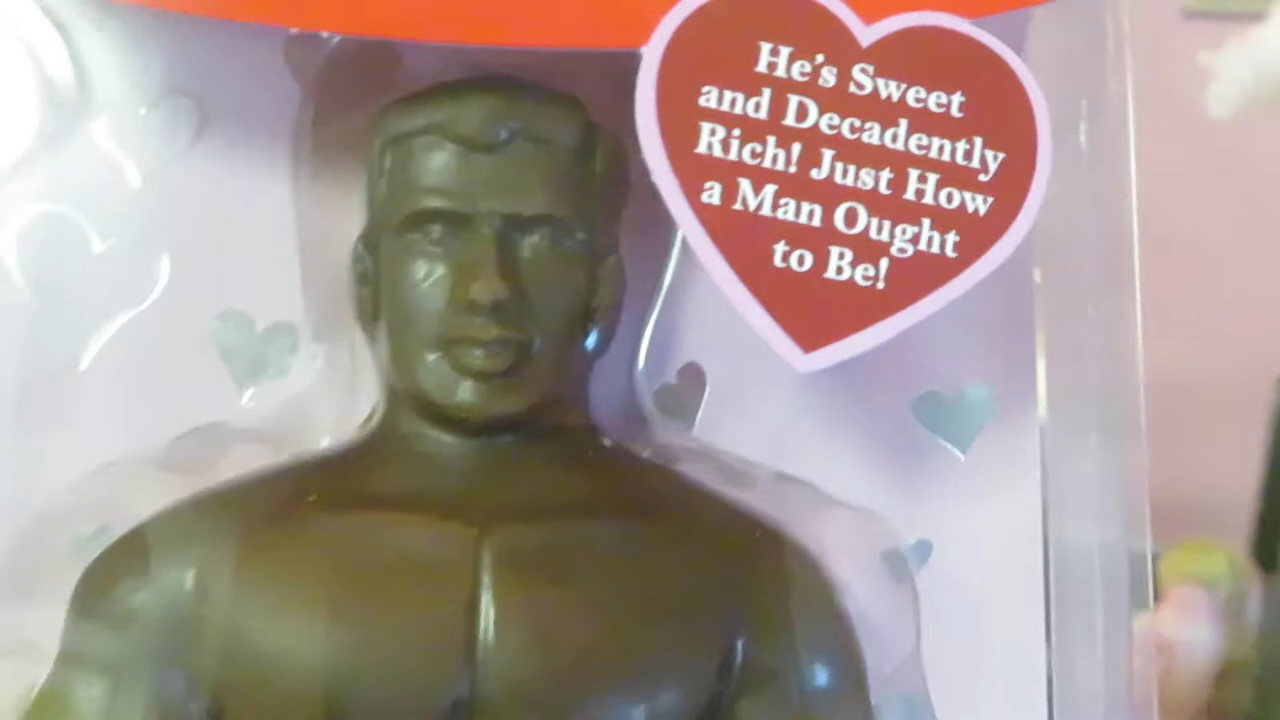 He's Sweet
and Decadently
Rich! Just How
a Man Ought
to Be!